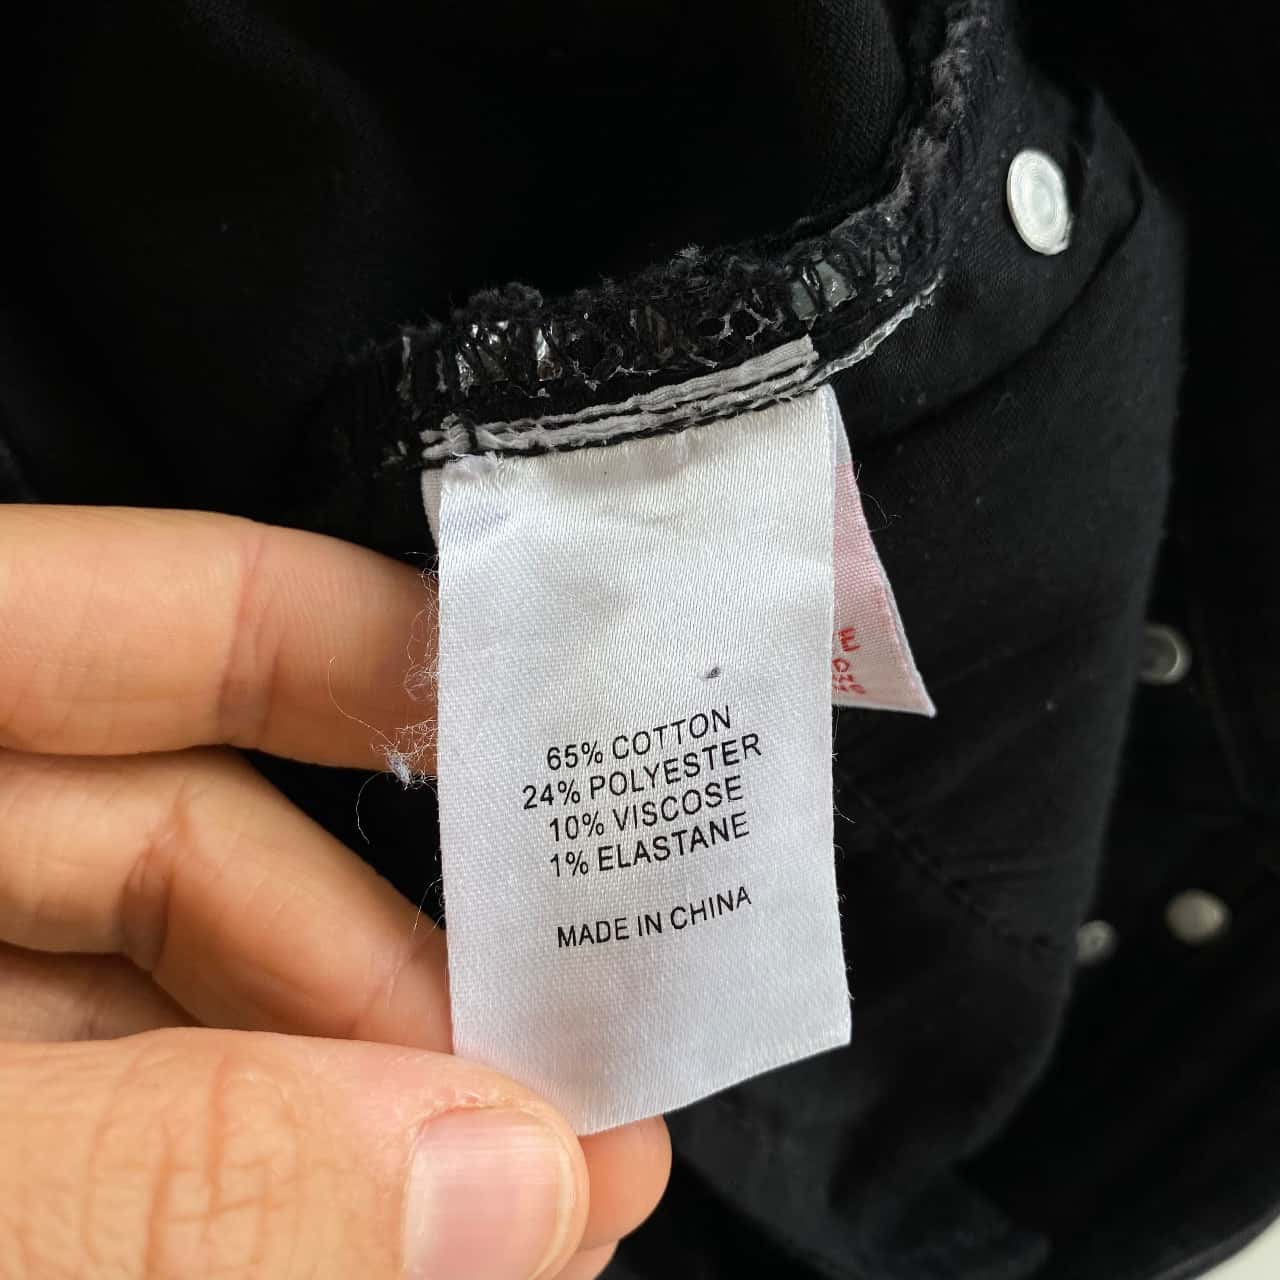 65% COTTON
24% POLYESTER
10% VISCOSE
1% ELASTANE
MADE IN CHINA